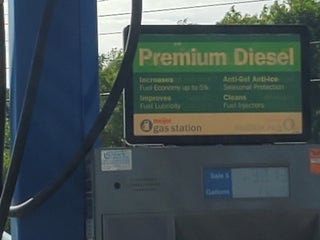 Premium Diesel
Increases
Fuel Economy up to 5%
Anti-Gel Anti-Ice
Seasonal Protection
Improves
Fuel Lubricity
Cleans
Fuel Injectors
meijer
gas station
Sale $
Gallons